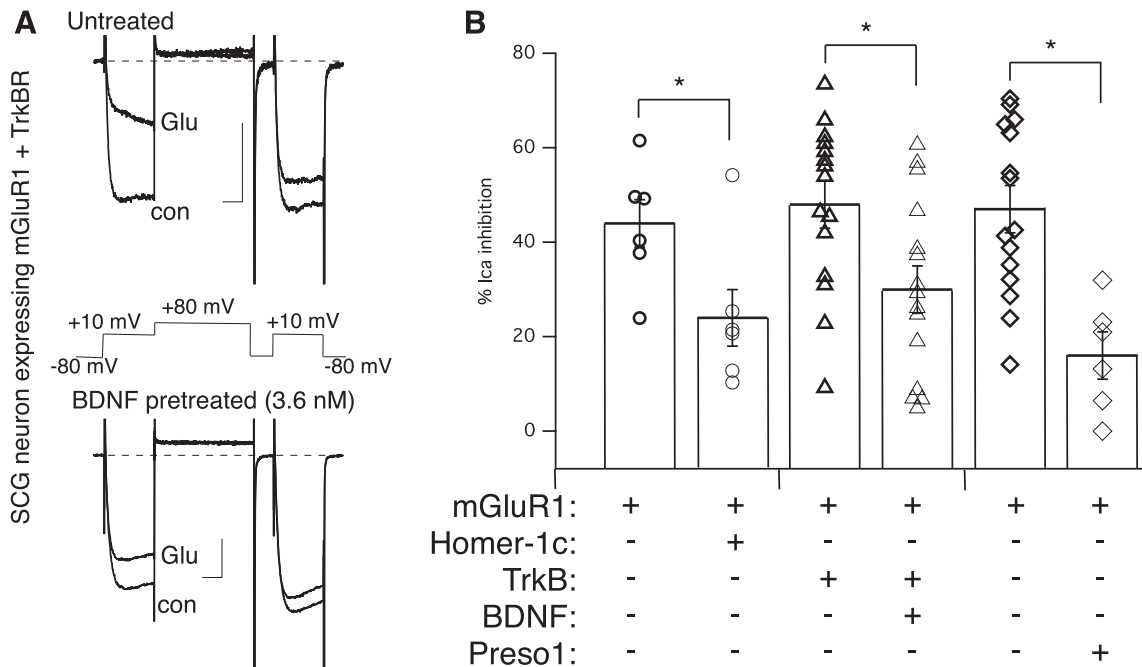 A
Untreated
Glu
con
+80 mV
+10 mV +10 mV
-80 mV -80 mV
BDNF pretreated (3.6 nM)
Glu
con
SCG neuron expressing mGluR1 + TrkBR
B
80
60
40
20
0
% Ica inhibition
* * *
mGluR1: + + + + + +
Homer-1c: - + - - - -
TrkB: - - + + - -
BDNF: - - - + - -
Preso1: - - - - - +